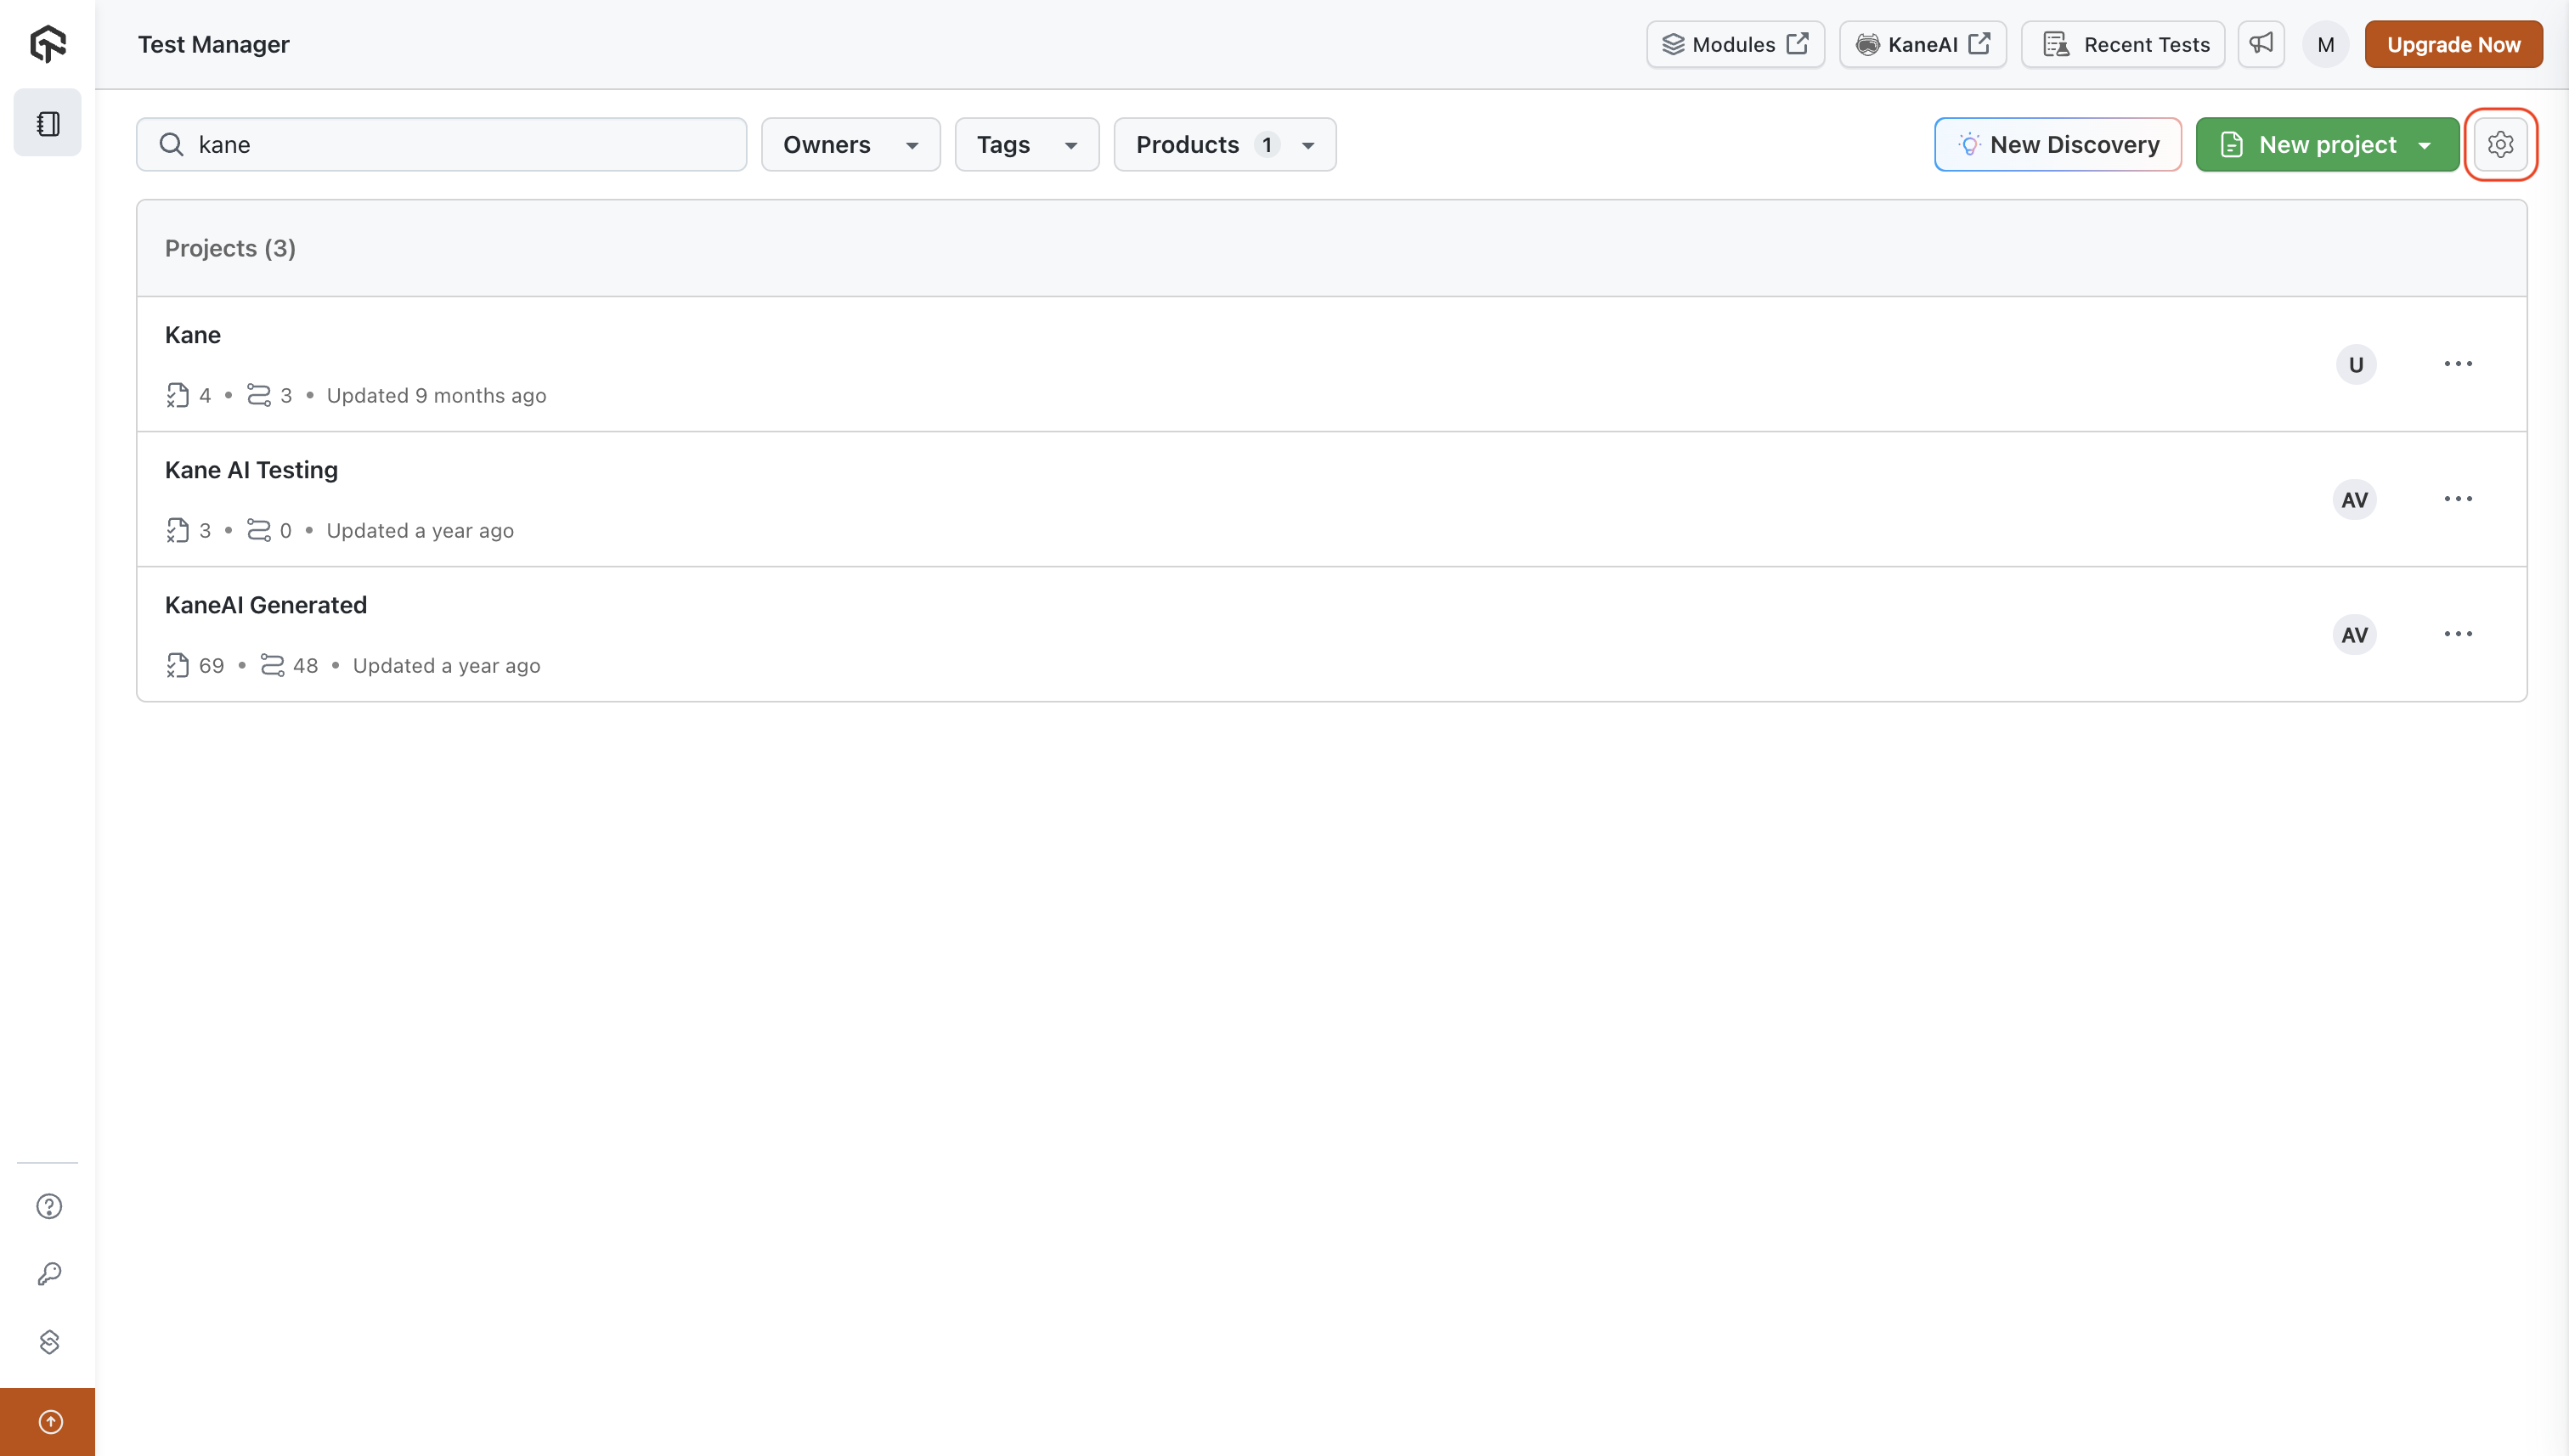 Test Manager
Modules
KaneAI
Recent Tests
M
Upgrade Now
kane
Owners
Tags
Products 1
New Discovery
New project
Projects (3)
Kane
4 • 3 • Updated 9 months ago
U
Kane AI Testing
3 • 0 • Updated a year ago
AV
KaneAI Generated
69 • 48 • Updated a year ago
AV